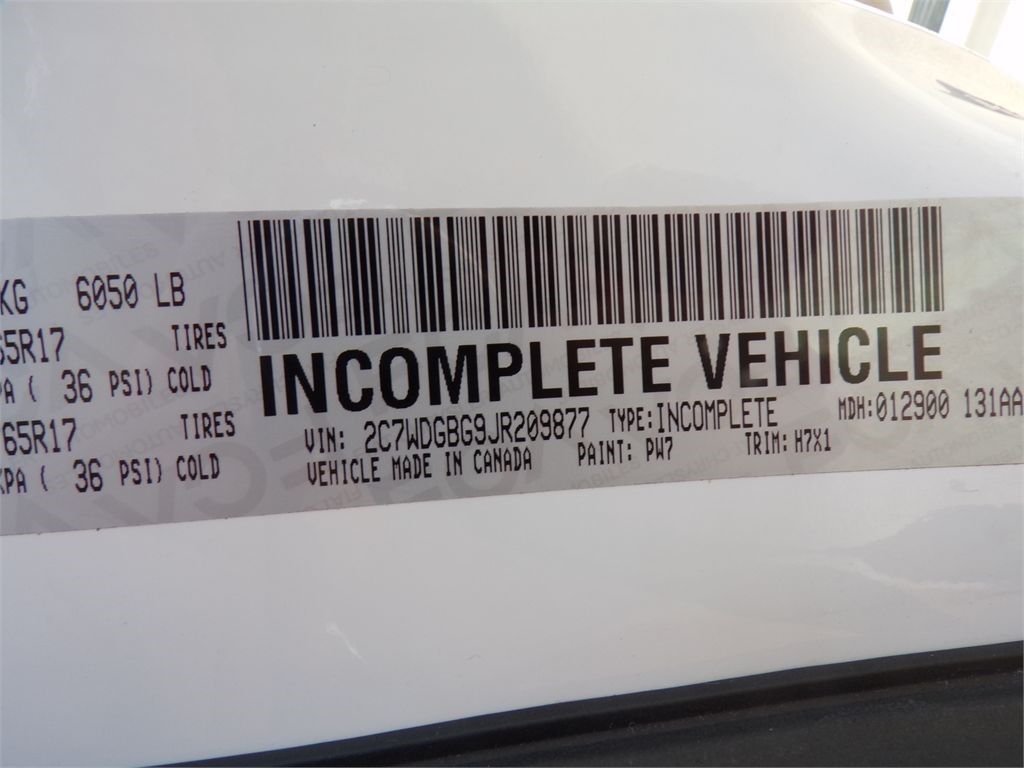 KG 6050 LB
65R17 TIRES
PA ( 36 PSI) COLD
65R17 TIRES
KPA ( 36 PSI) COLD
INCOMPLETE VEHICLE
VIN: 2C7WDGBG9JR209877 TYPE:INCOMPLETE MDH:012900 131AA
VEHICLE MADE IN CANADA PAINT: PW7 TRIM: H7X1